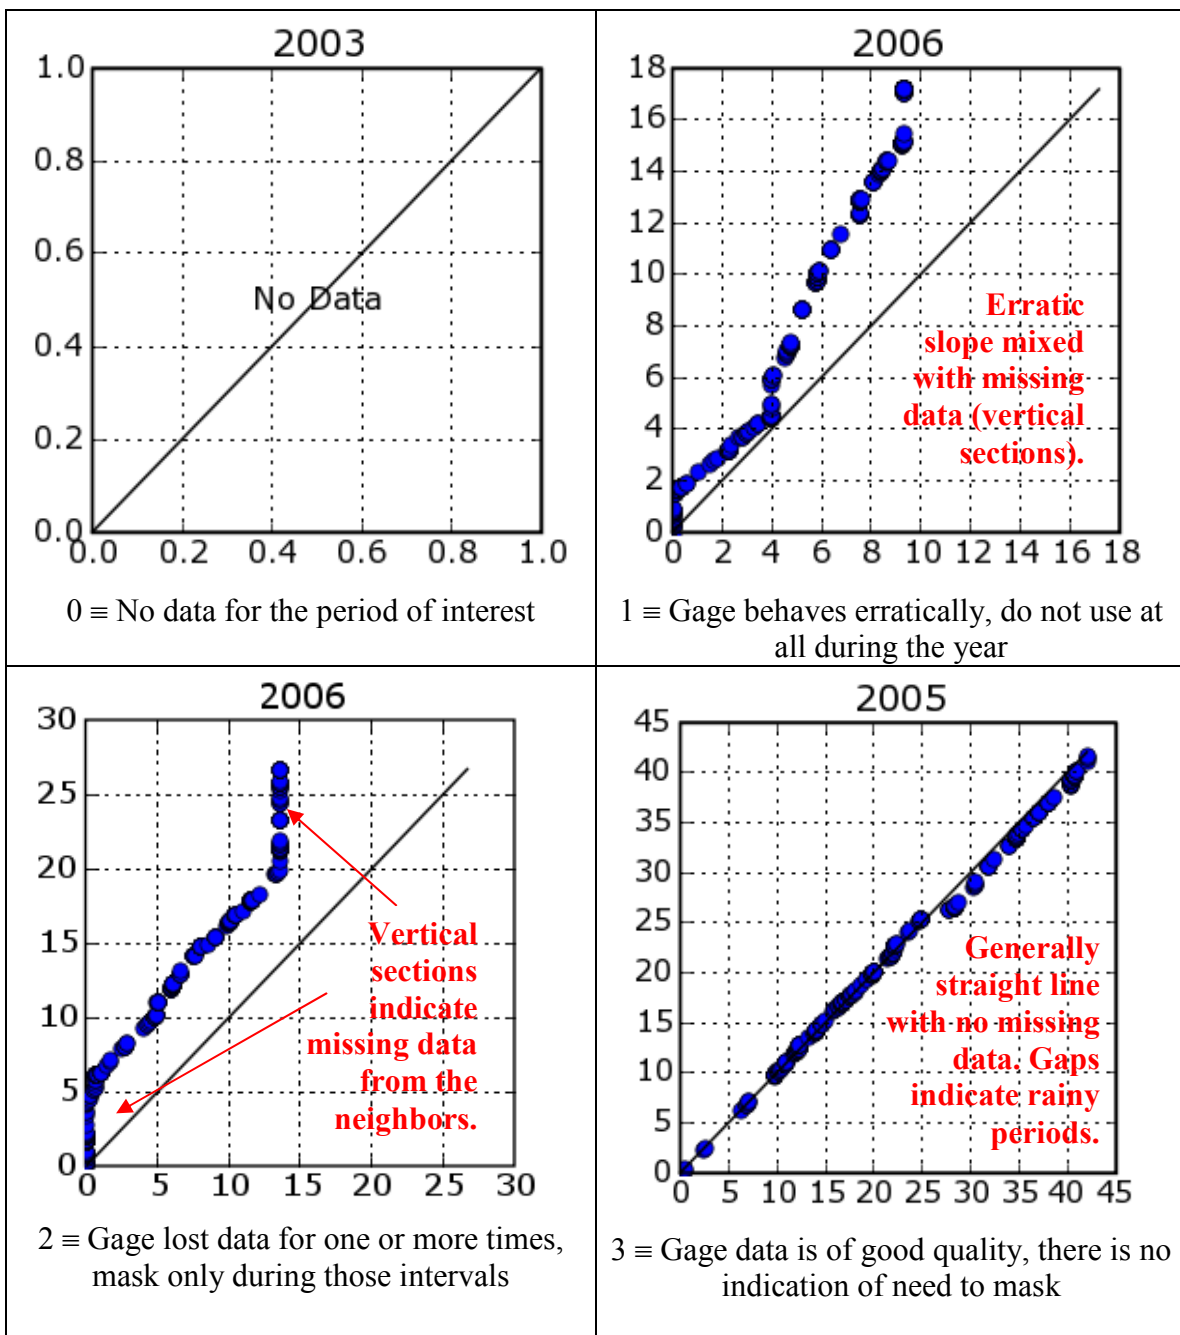 2003
1.0
0.8
0.6
0.4
0.2
0.0
No Data
0.0 0.2 0.4 0.6 0.8 1.0
0 ≡ No data for the period of interest
2006
18
16
14
12
10
8
6
4
2
0
Erratic
slope mixed
with missing
data (vertical
sections).
0 2 4 6 8 10 12 14 16 18
1 ≡ Gage behaves erratically, do not use at
all during the year
2006
30
25
20
15
10
5
0
Vertical
sections
indicate
missing data
from the
neighbors.
0 5 10 15 20 25 30
2 ≡ Gage lost data for one or more times,
mask only during those intervals
2005
45
40
35
30
25
20
15
10
5
0
Generally
straight line
with no missing
data. Gaps
indicate rainy
periods.
0 5 10 15 20 25 30 35 40 45
3 ≡ Gage data is of good quality, there is no
indication of need to mask